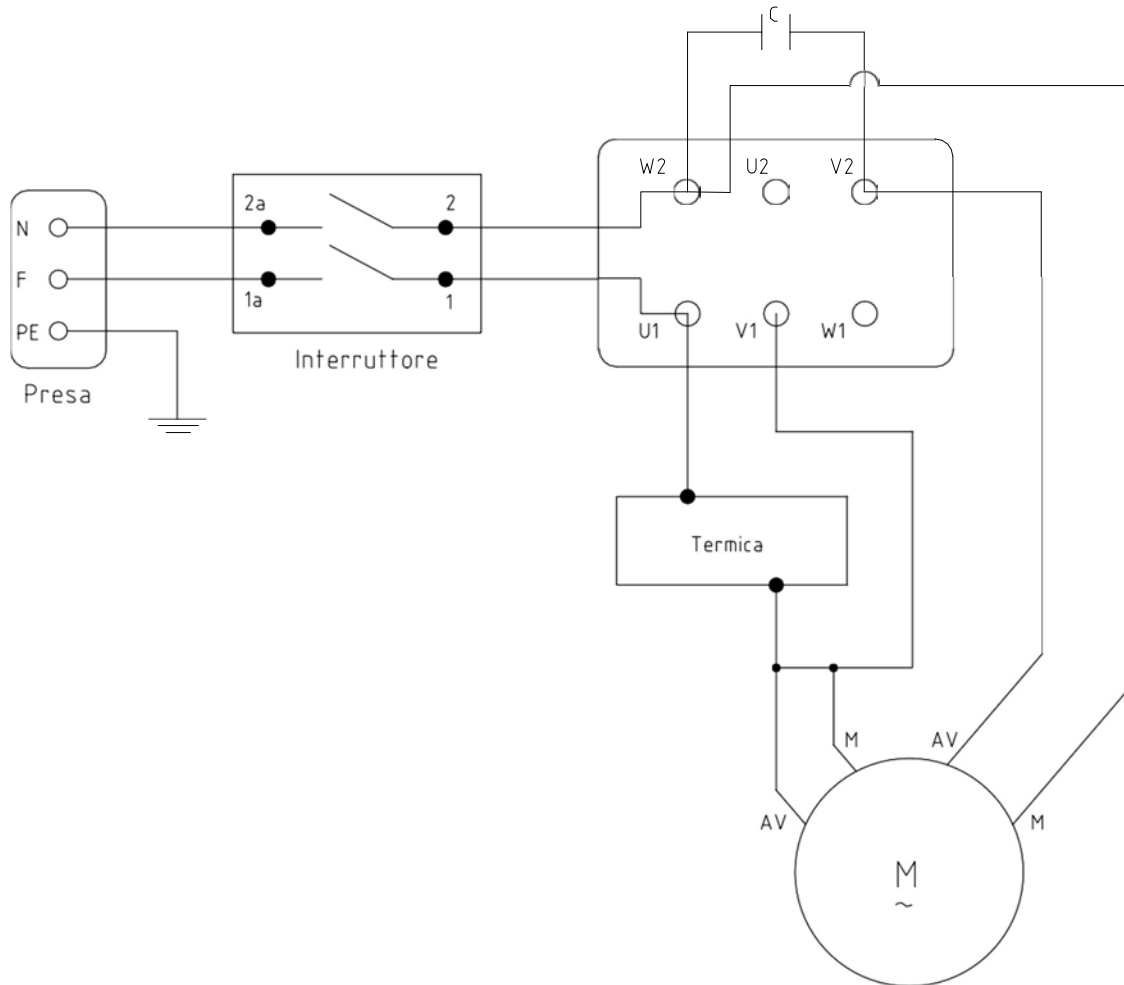 C
W2 U2 V2
N
2a 2
F
1a 1
PE
U1 V1 W1
Interruttore
Presa
Termica
M AV
AV M
M
~